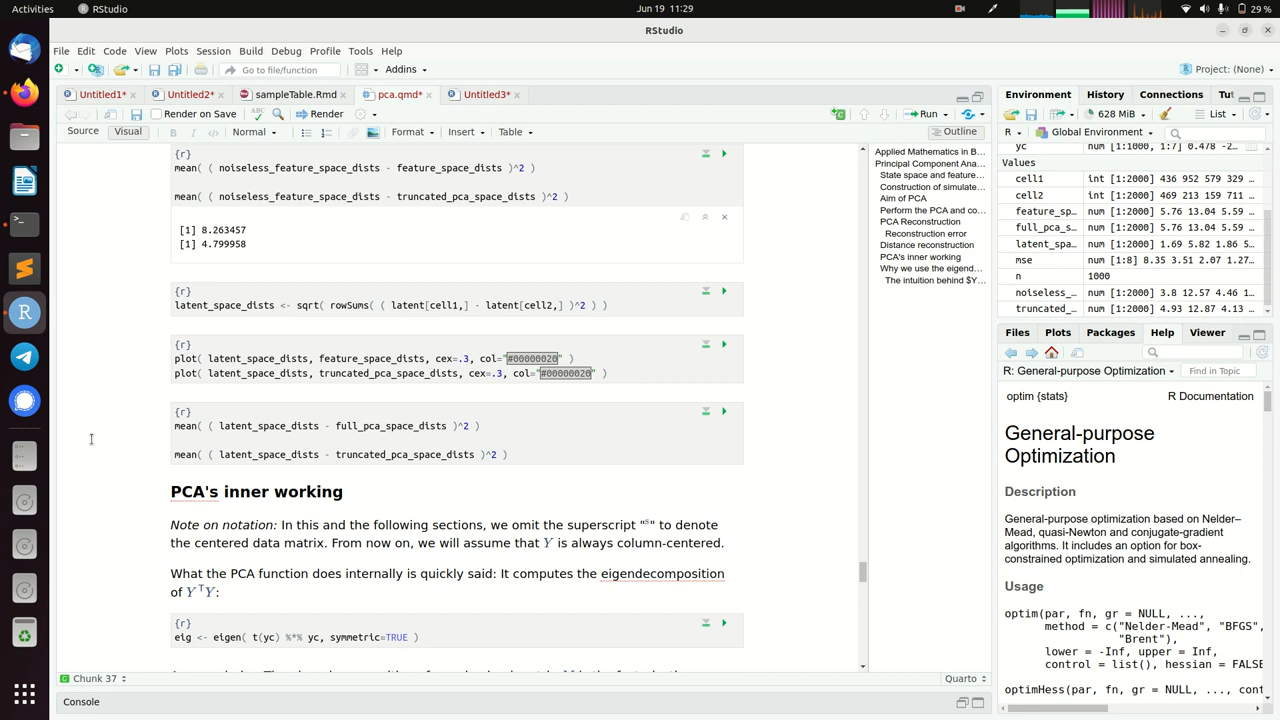 Activities
RStudio
Jun 19 11:29
29 %
RStudio
File Edit Code View Plots Session Build Debug Profile Tools Help
Go to file/function
Addins
Project: (None)
Untitled1*
Untitled2*
sampleTable.Rmd
pca.qmd*
Untitled3*
Render on Save
ABC
Render
Run
Source
Visual
B I </>
Normal
Format
Insert
Table
Outline
{r}
mean( ( noiseless_feature_space_dists - feature_space_dists )^2 )
mean( ( noiseless_feature_space_dists - truncated_pca_space_dists )^2 )
[1] 8.263457
[1] 4.799958
{r}
latent_space_dists <- sqrt( rowSums( ( latent[cell1,] - latent[cell2,] )^2 ) )
{r}
plot( latent_space_dists, feature_space_dists, cex=.3, col="#00000020" )
plot( latent_space_dists, truncated_pca_space_dists, cex=.3, col="#00000020" )
{r}
mean( ( latent_space_dists - full_pca_space_dists )^2 )
mean( ( latent_space_dists - truncated_pca_space_dists )^2 )
PCA's inner working
Note on notation: In this and the following sections, we omit the superscript "s" to denote
the centered data matrix. From now on, we will assume that Y is always column-centered.
What the PCA function does internally is quickly said: It computes the eigendecomposition
of Y⊤Y:
{r}
eig <- eigen( t(yc) %*% yc, symmetric=TRUE )
Chunk 37
Quarto
Console
Applied Mathematics in B...
Principal Component Ana...
State space and feature...
Construction of simulate...
Aim of PCA
Perform the PCA and co...
PCA Reconstruction
Reconstruction error
Distance reconstruction
PCA's inner working
Why we use the eigend...
The intuition behind $Y...
Environment
History
Connections
Tut
628 MiB
List
R
Global Environment
yc num [1:1000, 1:7] 0.478 -2...
Values
cell1 int [1:2000] 436 952 579 329 ...
cell2 int [1:2000] 469 213 159 711 ...
feature_sp... num [1:2000] 5.76 13.04 5.59 ...
full_pca_s... num [1:2000] 5.76 13.04 5.59 ...
latent_spa... num [1:2000] 1.69 5.82 1.86 5...
mse num [1:8] 8.35 3.51 2.07 1.27...
n 1000
noiseless_... num [1:2000] 3.8 12.57 4.46 1...
truncated_... num [1:2000] 4.93 12.87 4.13 ...
Files
Plots
Packages
Help
Viewer
R: General-purpose Optimization
Find in Topic
optim {stats}
R Documentation
General-purpose
Optimization
Description
General-purpose optimization based on Nelder–
Mead, quasi-Newton and conjugate-gradient
algorithms. It includes an option for box-
constrained optimization and simulated annealing.
Usage
optim(par, fn, gr = NULL, ...,
method = c("Nelder-Mead", "BFGS",
"Brent"),
lower = -Inf, upper = Inf,
control = list(), hessian = FALSE
optimHess(par, fn, gr = NULL, ..., cont